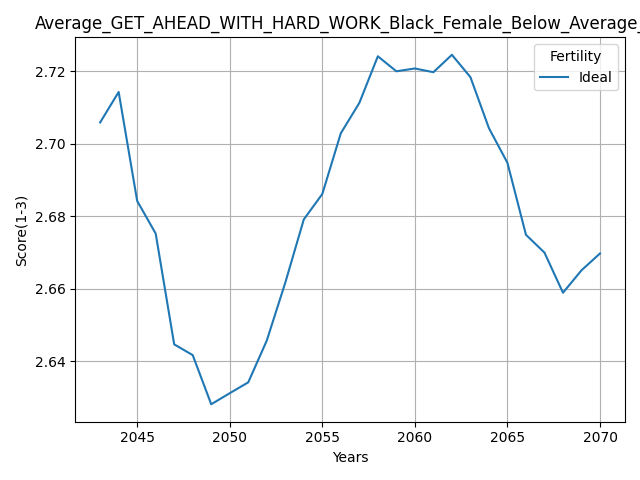 Average_GET_AHEAD_WITH_HARD_WORK_Black_Female_Below_Average_
Fertility
Ideal
2.72
2.70
2.68
2.66
2.64
Score(1-3)
2045 2050 2055 2060 2065 2070
Years